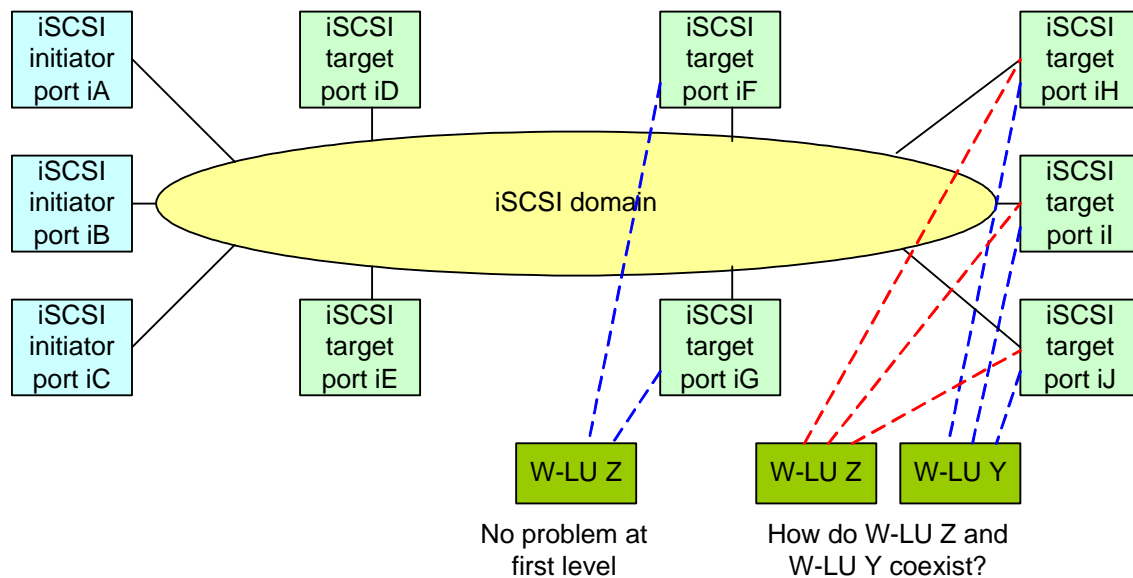 iSCSI
initiator
port iA
iSCSI
target
port iD
iSCSI
target
port iF
iSCSI
target
port iH
iSCSI
initiator
port iB
iSCSI domain
iSCSI
target
port iI
iSCSI
initiator
port iC
iSCSI
target
port iE
iSCSI
target
port iG
iSCSI
target
port iJ
W-LU Z
W-LU Z
W-LU Y
No problem at
first level
How do W-LU Z and
W-LU Y coexist?